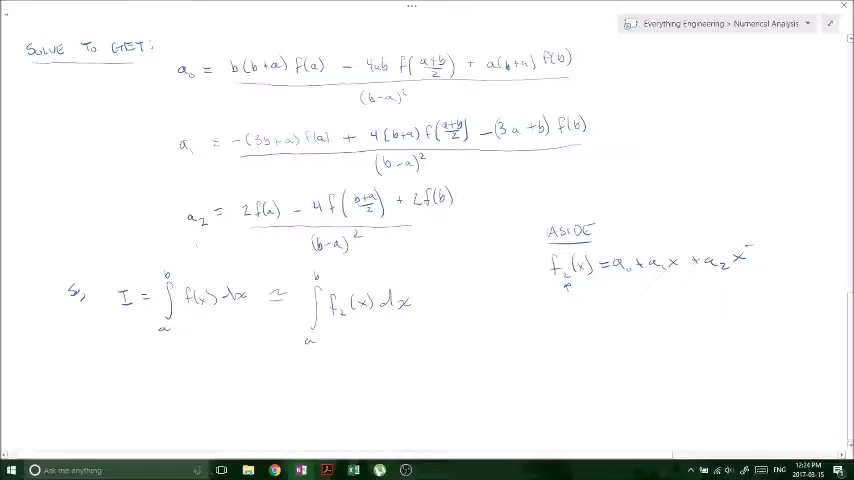 Everything Engineering > Numerical Analysis
SOLVE TO GET:
a₀ = b(b+a) f(a) - 4ab f((a+b)/2) + a(b+a) f(b)
(b-a)²
a₁ = -(3b+a) f(a) + 4(b+a) f((a+b)/2) - (3a+b) f(b)
(b-a)²
a₂ = 2f(a) - 4f((b+a)/2) + 2f(b)
(b-a)²
ASIDE
f₂(x) = a₀ + a₁x + a₂x
So, I = ∫ₐᵇ f(x) dx ≃ ∫ₐᵇ f₂(x) dx
Ask me anything
ENG
12:24 PM
2017-03-15